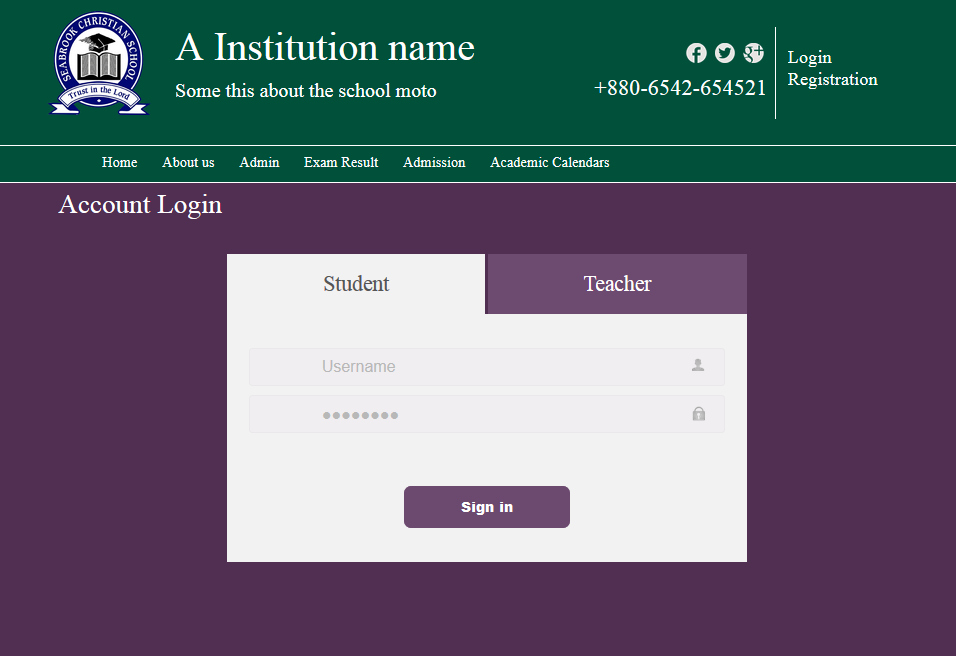 SEABROOK CHRISTIAN SCHOOL
Trust in the Lord
A Institution name
Some this about the school moto
+880-6542-654521
Login
Registration
Home About us Admin Exam Result Admission Academic Calendars
Account Login
Student Teacher
Username
Sign in